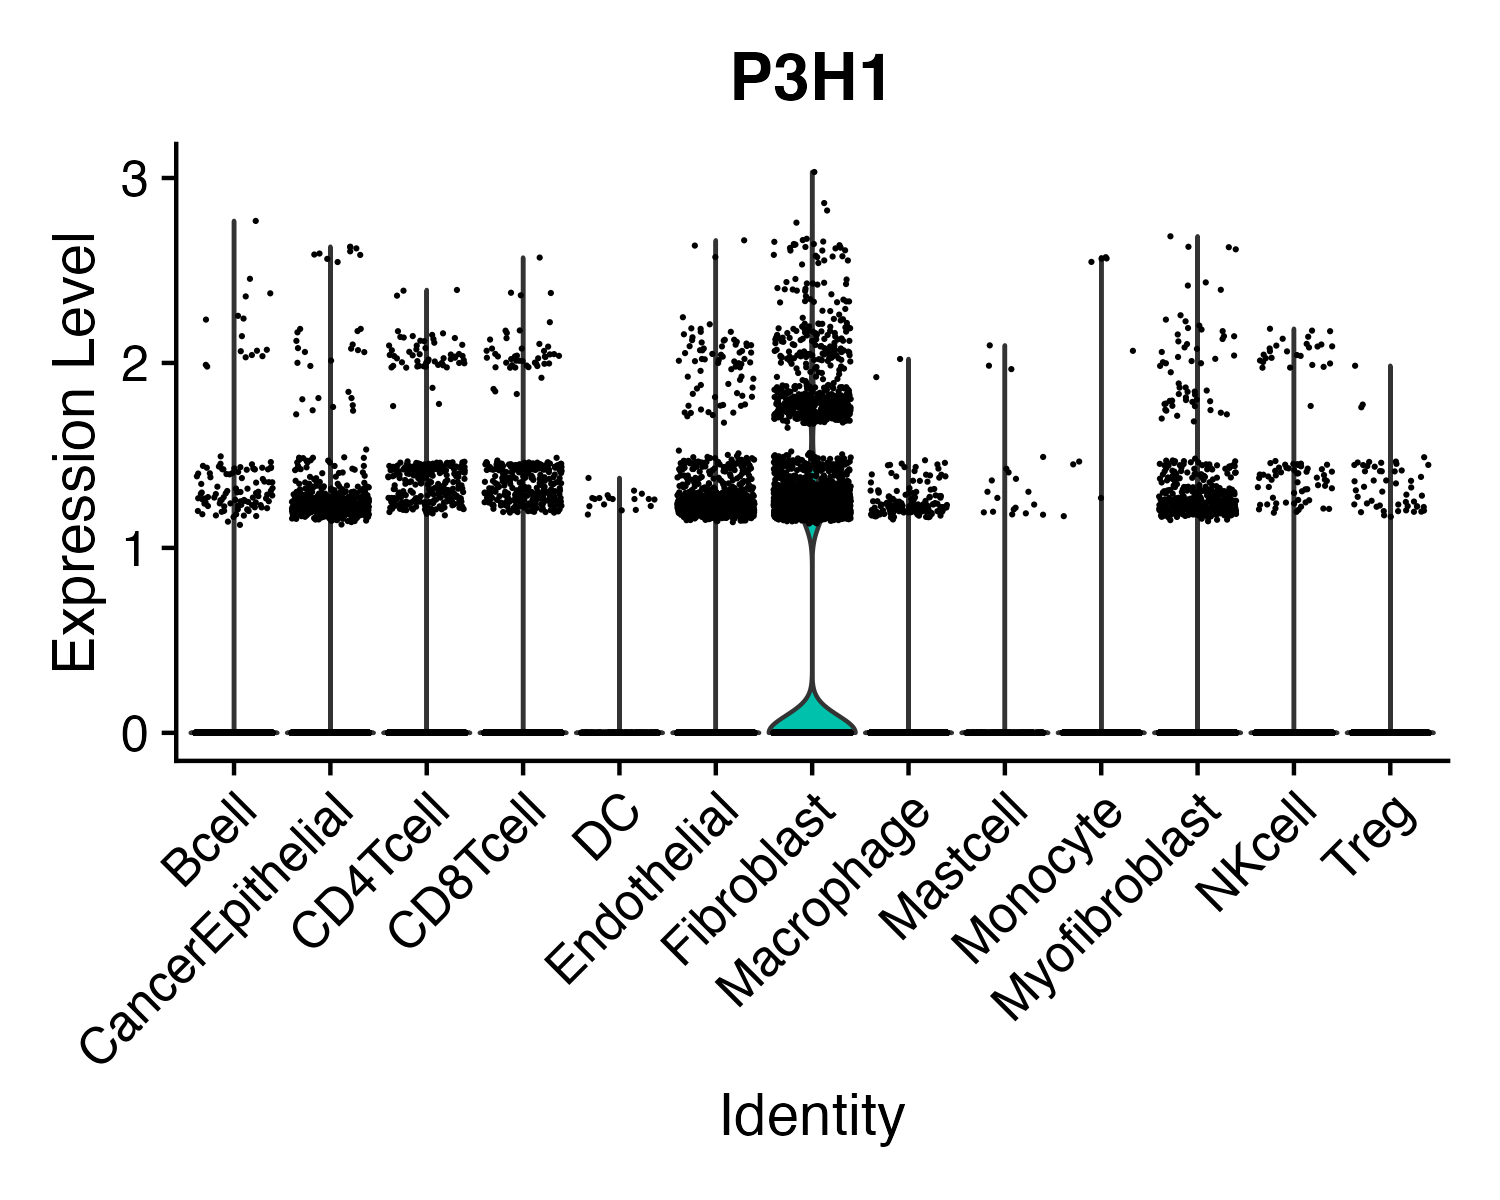 P3H1
Expression Level
3
2
1
0
Bcell
CancerEpithelial
CD4Tcell
CD8Tcell
DC
Endothelial
Fibroblast
Macrophage
Mastcell
Monocyte
Myofibroblast
NKcell
Treg
Identity